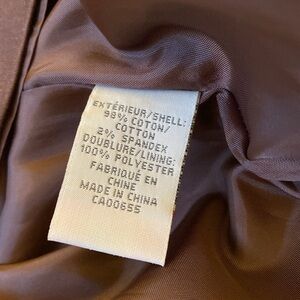 EXTÉRIEUR/SHELL:
98% COTON/
COTTON
2% SPANDEX
DOUBLURE/LINING:
100% POLYESTER
FABRIQUÉ EN
CHINE
MADE IN CHINA
CA00655